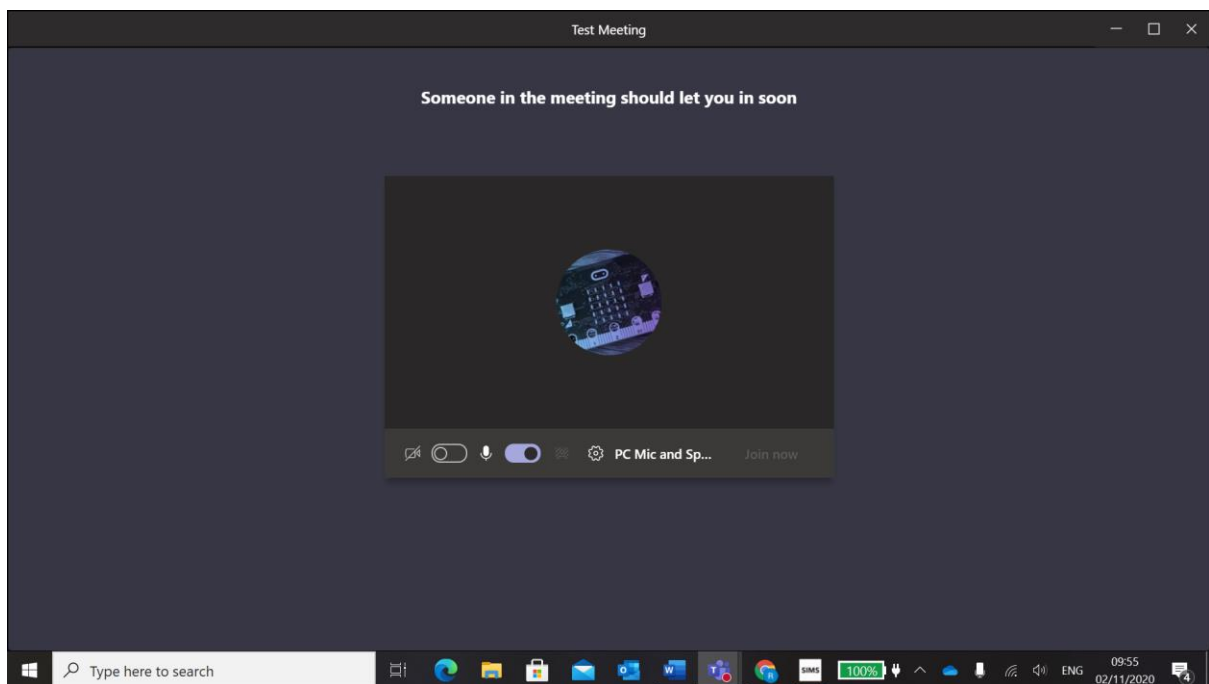 Test Meeting
Someone in the meeting should let you in soon
PC Mic and Sp...
Join now
Type here to search
SIMS
100%
ENG
09:55
02/11/2020
4